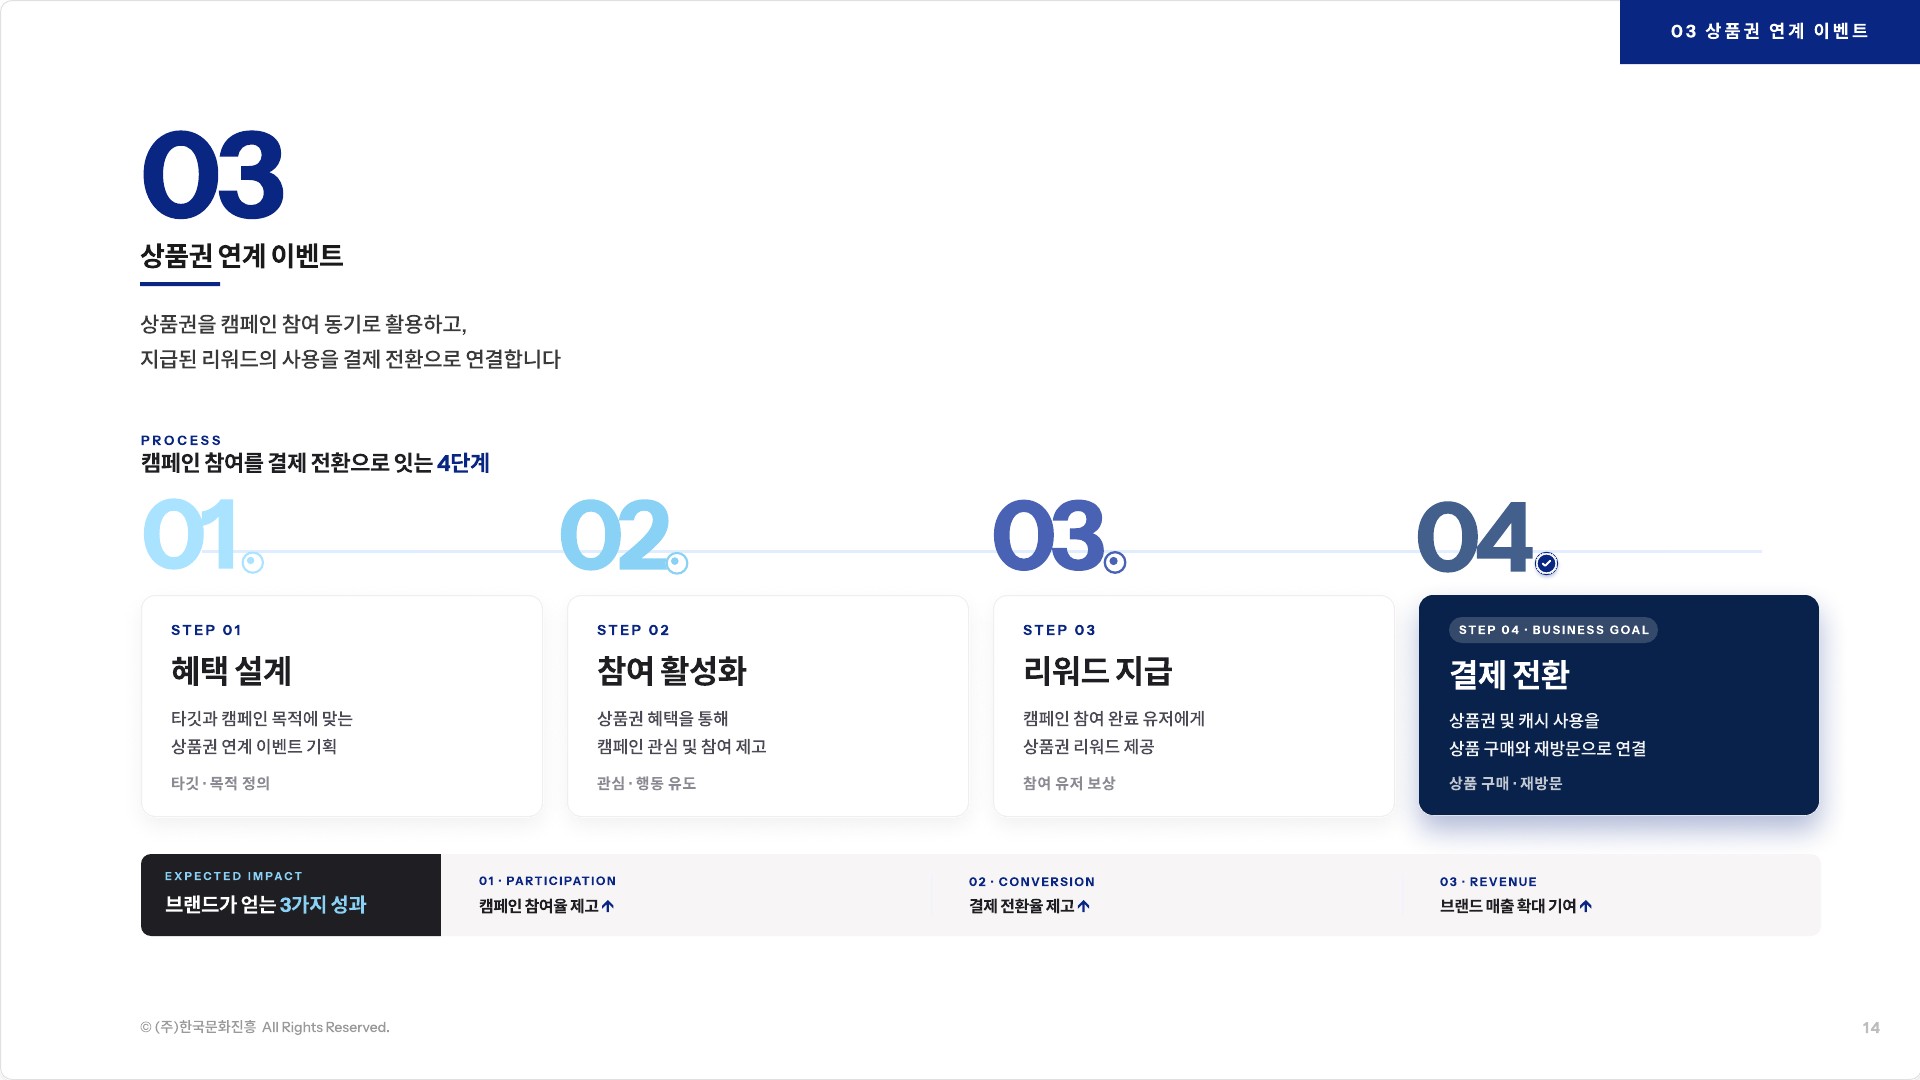 03 상품권 연계 이벤트
03
상품권 연계 이벤트
상품권을 캠페인 참여 동기로 활용하고,
지급된 리워드의 사용을 결제 전환으로 연결합니다
PROCESS
캠페인 참여를 결제 전환으로 잇는 4단계
01
02
03
04
STEP 01
혜택 설계
타깃과 캠페인 목적에 맞는
상품권 연계 이벤트 기획
타깃 · 목적 정의
STEP 02
참여 활성화
상품권 혜택을 통해
캠페인 관심 및 참여 제고
관심 · 행동 유도
STEP 03
리워드 지급
캠페인 참여 완료 유저에게
상품권 리워드 제공
참여 유저 보상
STEP 04 · BUSINESS GOAL
결제 전환
상품권 및 캐시 사용을
상품 구매와 재방문으로 연결
상품 구매 · 재방문
EXPECTED IMPACT
브랜드가 얻는 3가지 성과
01 · PARTICIPATION
캠페인 참여율 제고 ↑
02 · CONVERSION
결제 전환율 제고 ↑
03 · REVENUE
브랜드 매출 확대 기여 ↑
© (주)한국문화진흥 All Rights Reserved.
14